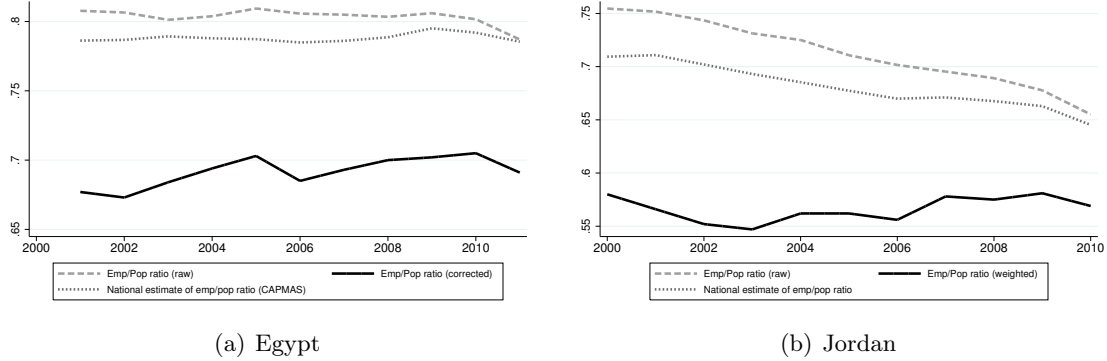 .8
.75
.7
.65
2000 2002 2004 2006 2008 2010
Emp/Pop ratio (raw) Emp/Pop ratio (corrected)
National estimate of emp/pop ratio (CAPMAS)
(a) Egypt
.75
.7
.65
.6
.55
2000 2002 2004 2006 2008 2010
Emp/Pop ratio (raw) Emp/Pop ratio (weighted)
National estimate of emp/pop ratio
(b) Jordan